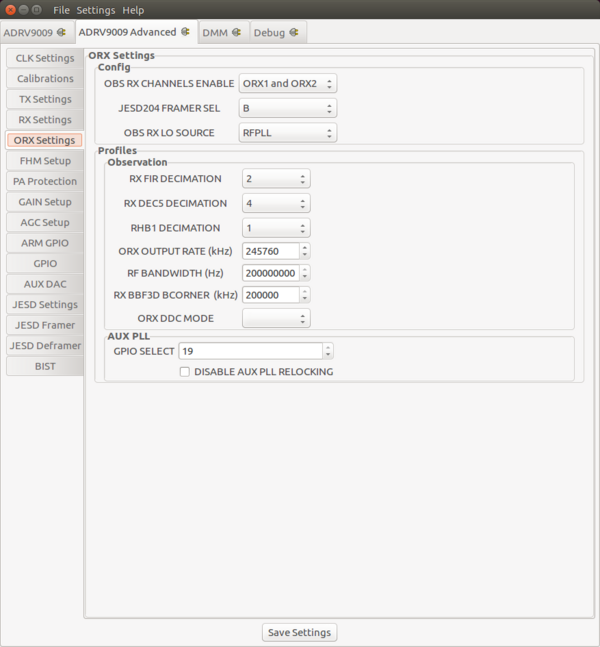 File Settings Help
ADRV9009 ADRV9009 Advanced DMM Debug
CLK Settings
Calibrations
TX Settings
RX Settings
ORX Settings
FHM Setup
PA Protection
GAIN Setup
AGC Setup
ARM GPIO
GPIO
AUX DAC
JESD Settings
JESD Framer
JESD Deframer
BIST
ORX Settings
Config
OBS RX CHANNELS ENABLE ORX1 and ORX2
JESD204 FRAMER SEL B
OBS RX LO SOURCE RFPLL
Profiles
Observation
RX FIR DECIMATION 2
RX DEC5 DECIMATION 4
RHB1 DECIMATION 1
ORX OUTPUT RATE (kHz) 245760
RF BANDWIDTH (Hz) 200000000
RX BBF3D BCORNER (kHz) 200000
ORX DDC MODE
AUX PLL
GPIO SELECT 19
DISABLE AUX PLL RELOCKING
Save Settings